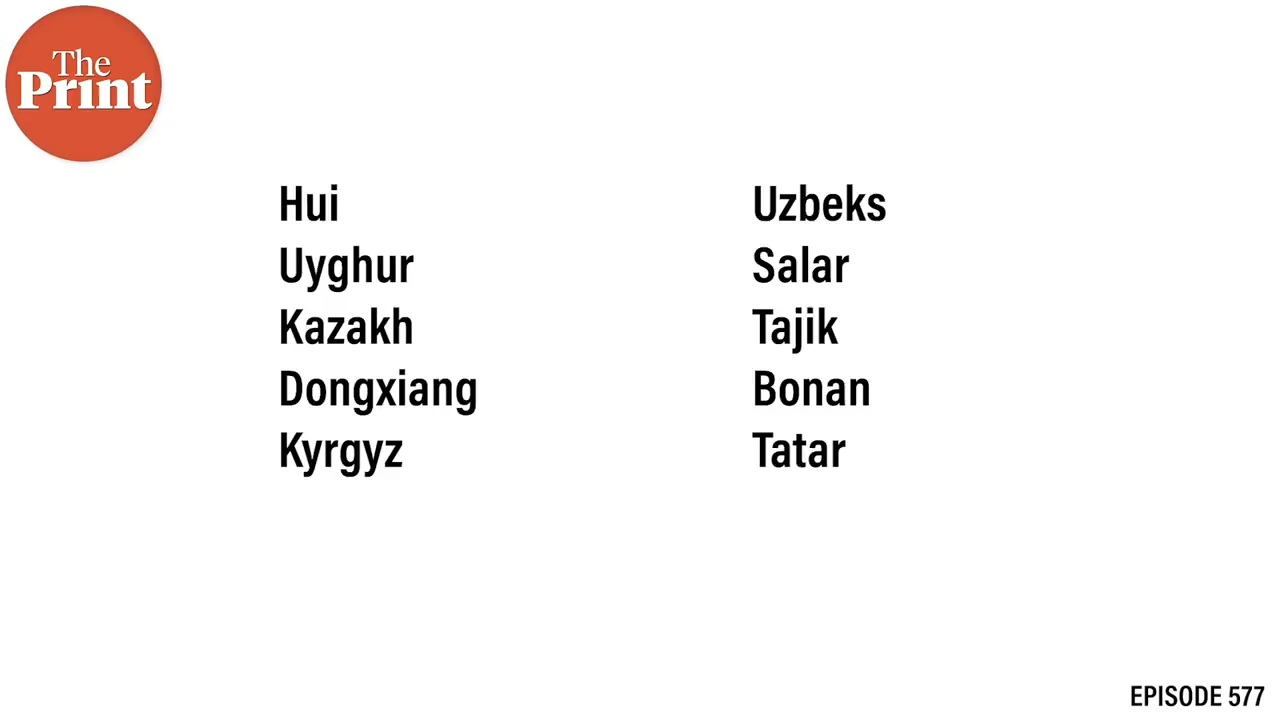 The
Print
Hui
Uyghur
Kazakh
Dongxiang
Kyrgyz
Uzbeks
Salar
Tajik
Bonan
Tatar
EPISODE 577